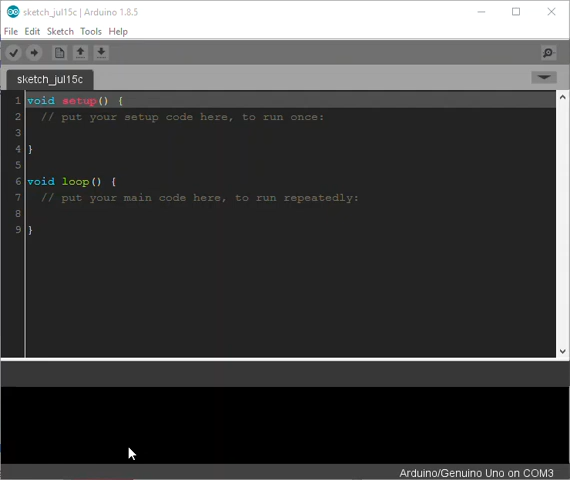 sketch_jul15c | Arduino 1.8.5
File Edit Sketch Tools Help
sketch_jul15c
1 void setup() {
2 // put your setup code here, to run once:
3
4 }
5
6 void loop() {
7 // put your main code here, to run repeatedly:
8
9 }
Arduino/Genuino Uno on COM3